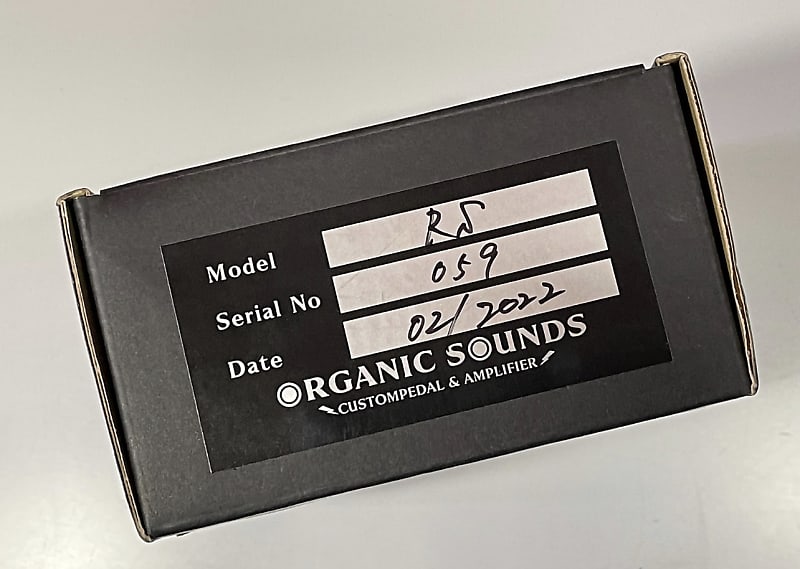 Model RS
Serial No 059
Date 02/2022
ORGANIC SOUNDS
CUSTOMPEDAL & AMPLIFIER